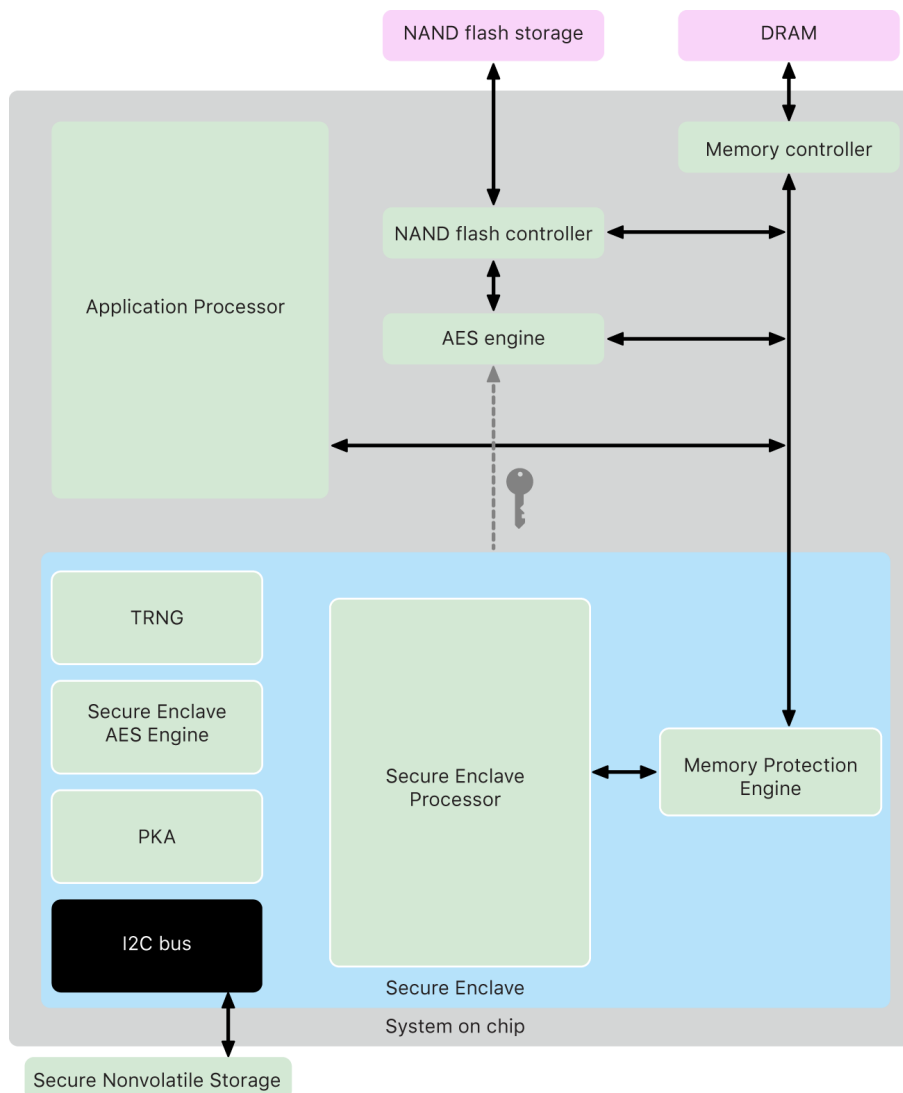 NAND flash storage
DRAM
Memory controller
NAND flash controller
Application Processor
AES engine
TRNG
Secure Enclave
AES Engine
Secure Enclave
Processor
Memory Protection
Engine
PKA
I2C bus
Secure Enclave
System on chip
Secure Nonvolatile Storage